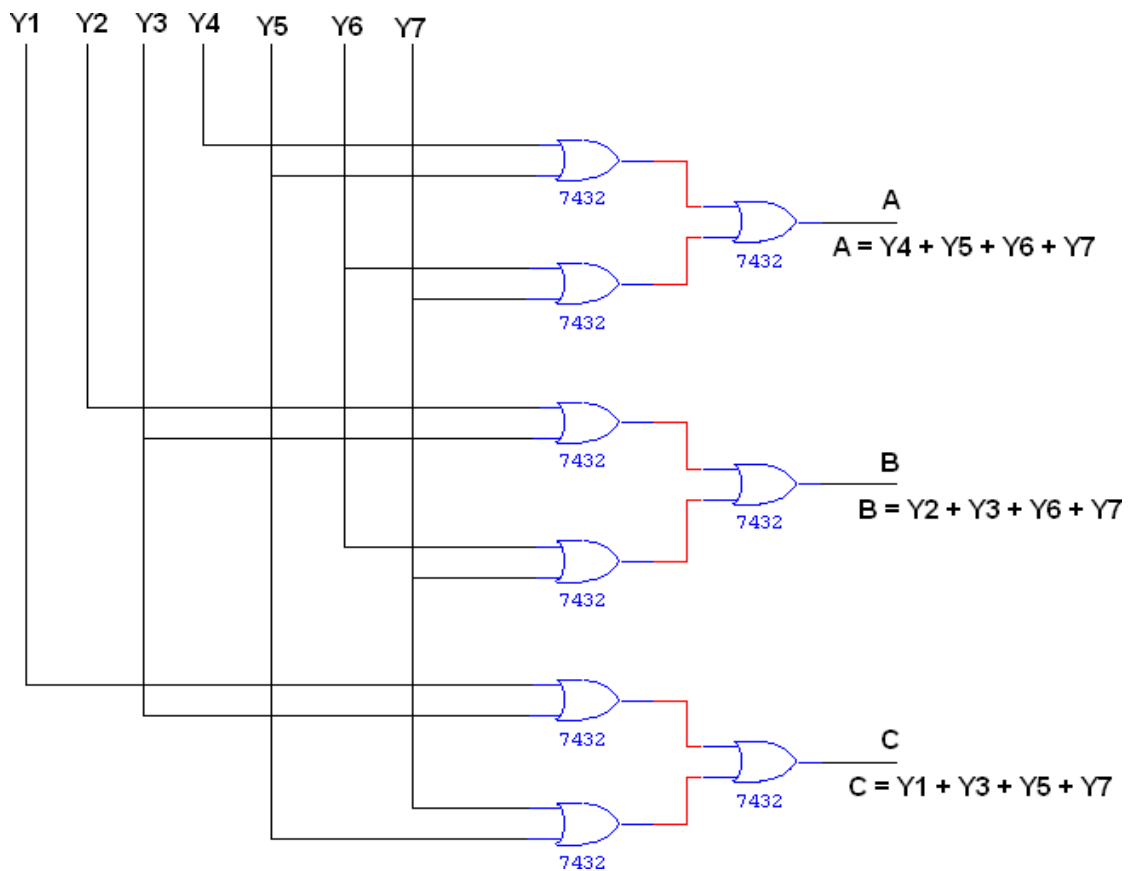 Y1 Y2 Y3 Y4 Y5 Y6 Y7
7432
A
7432
A = Y4 + Y5 + Y6 + Y7
7432
7432
B
7432
B = Y2 + Y3 + Y6 + Y7
7432
7432
C
7432
C = Y1 + Y3 + Y5 + Y7
7432